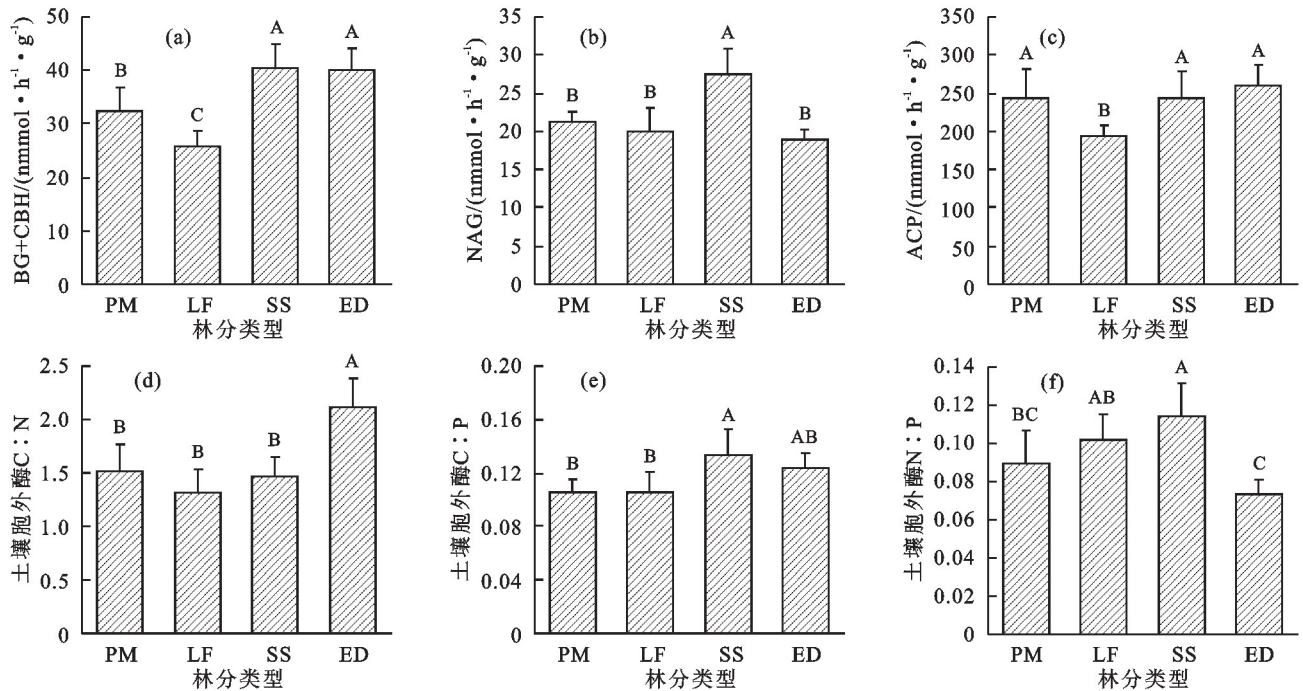 BG+CBH/(nmmol·h⁻¹·g⁻¹)
50
40
30
20
10
0
(a)
B
C
A
A
PM LF SS ED
林分类型
NAG/(nmmol·h⁻¹·g⁻¹)
35
30
25
20
15
10
5
0
(b)
B
B
A
B
PM LF SS ED
林分类型
ACP/(nmmol·h⁻¹·g⁻¹)
350
300
250
200
150
100
50
0
(c)
A
B
A
A
PM LF SS ED
林分类型
土壤胞外酶C∶N
2.5
2.0
1.5
1.0
0.5
0
(d)
B
B
B
A
PM LF SS ED
林分类型
土壤胞外酶C∶P
0.20
0.16
0.12
0.08
0.04
0
(e)
B
B
A
AB
PM LF SS ED
林分类型
土壤胞外酶N∶P
0.14
0.12
0.10
0.08
0.06
0.04
0.02
0
(f)
BC
AB
A
C
PM LF SS ED
林分类型